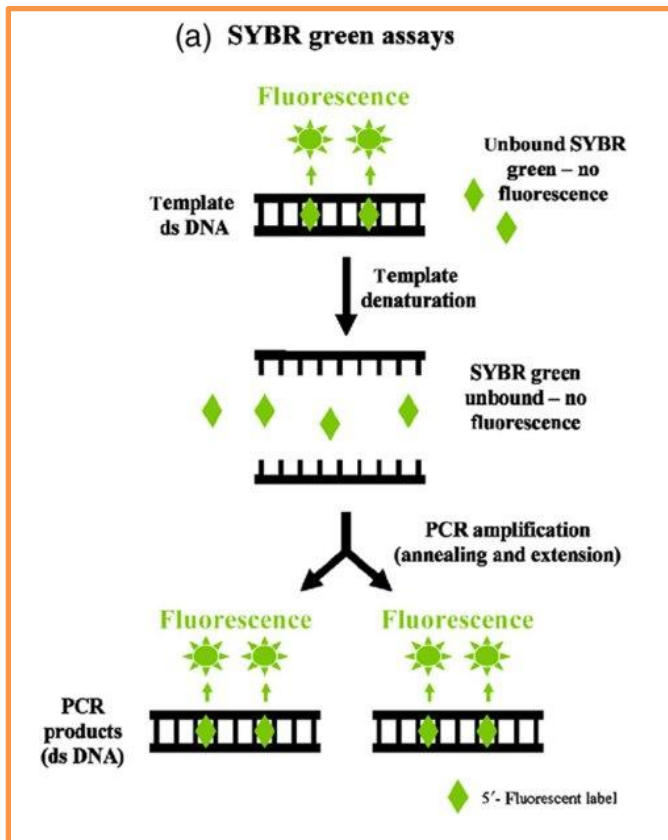 (a) SYBR green assays
Fluorescence
Unbound SYBR
green – no
fluorescence
Template
ds DNA
Template
denaturation
SYBR green
unbound – no
fluorescence
PCR amplification
(annealing and extension)
Fluorescence
Fluorescence
PCR
products
(ds DNA)
5′- Fluorescent label